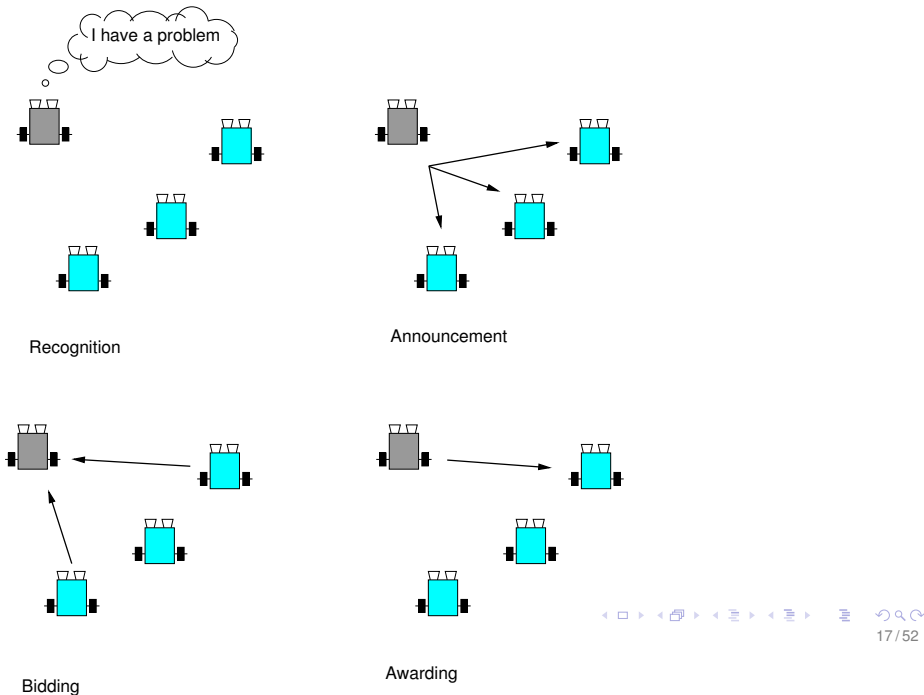 I have a problem
Recognition
Announcement
Bidding
Awarding
17 / 52